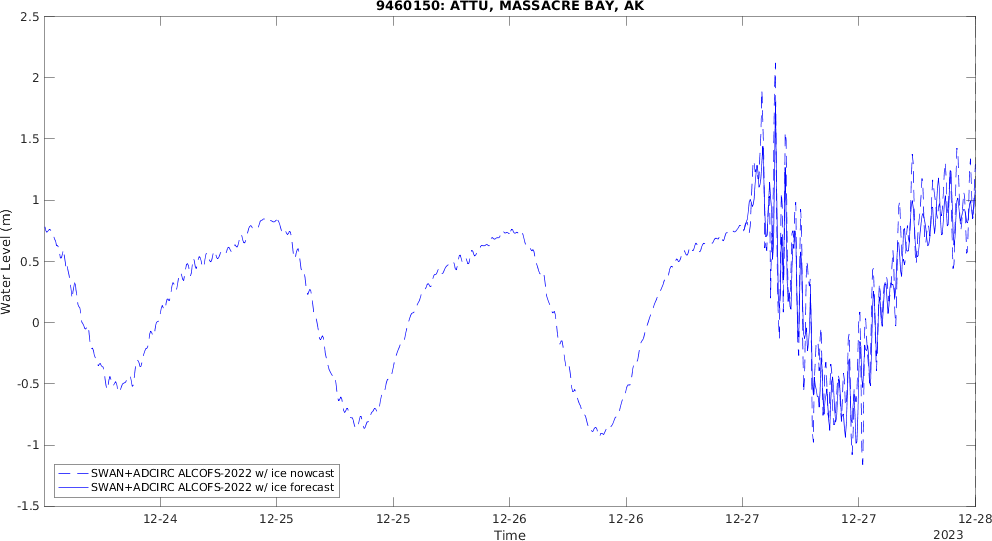 9460150: ATTU, MASSACRE BAY, AK
2.5
2
1.5
1
0.5
0
-0.5
-1
-1.5
Water Level (m)
SWAN+ADCIRC ALCOFS-2022 w/ ice nowcast
SWAN+ADCIRC ALCOFS-2022 w/ ice forecast
12-24 12-25 12-25 12-26 12-26 12-27 12-27 12-28
Time
2023